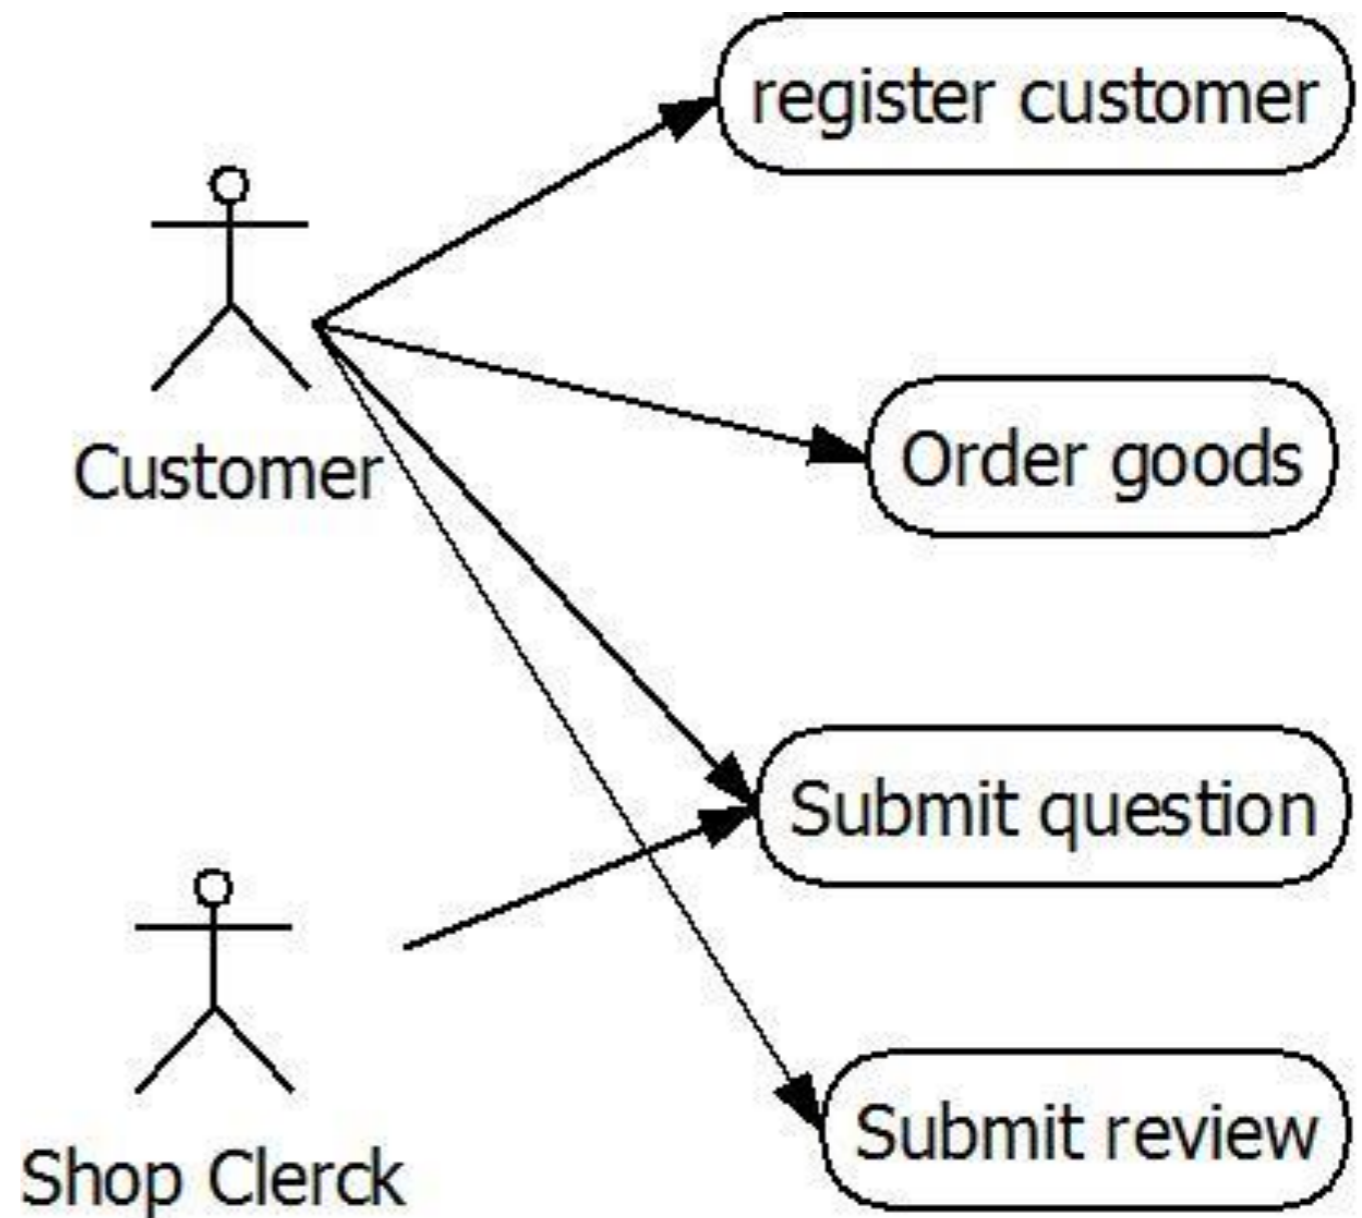 register customer
Customer
Order goods
Submit question
Shop Clerck
Submit review